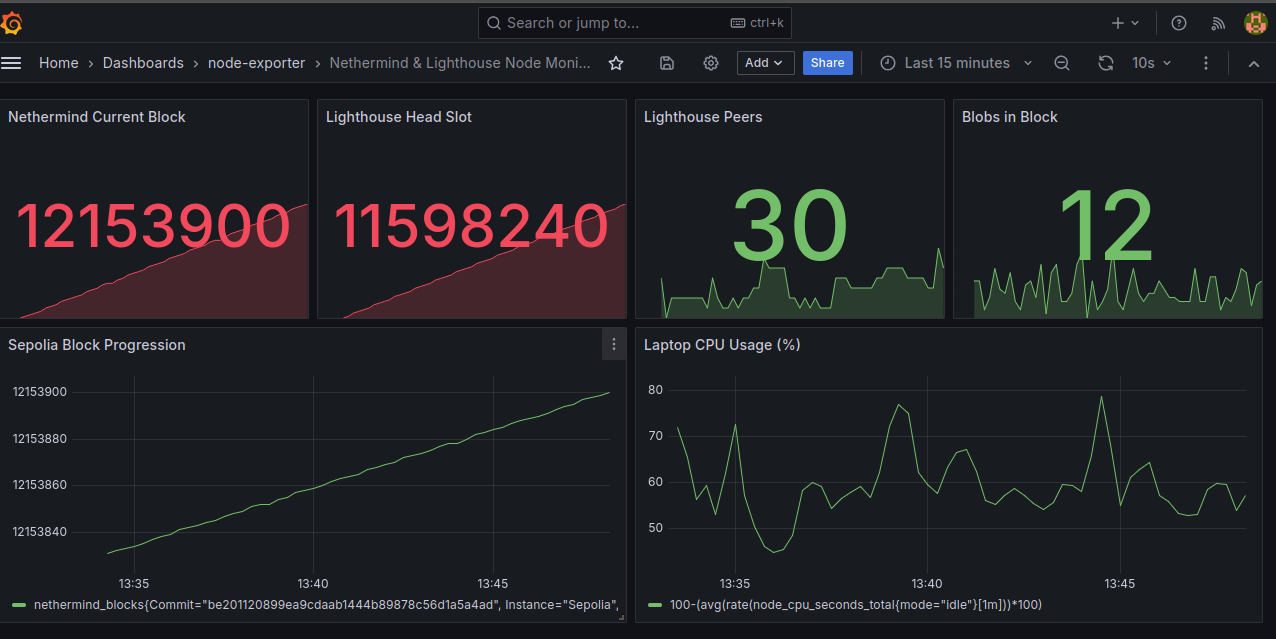 Search or jump to... ctrl+k
Home › Dashboards › node-exporter › Nethermind & Lighthouse Node Moni... Add Share Last 15 minutes 10s
Nethermind Current Block
12153900
Lighthouse Head Slot
11598240
Lighthouse Peers
30
Blobs in Block
12
Sepolia Block Progression
12153900
12153880
12153860
12153840
13:35 13:40 13:45
nethermind_blocks{Commit="be201120899ea9cdaab1444b89878c56d1a5a4ad", Instance="Sepolia",
Laptop CPU Usage (%)
80
70
60
50
13:35 13:40 13:45
100-(avg(rate(node_cpu_seconds_total{mode="idle"}[1m]))*100)